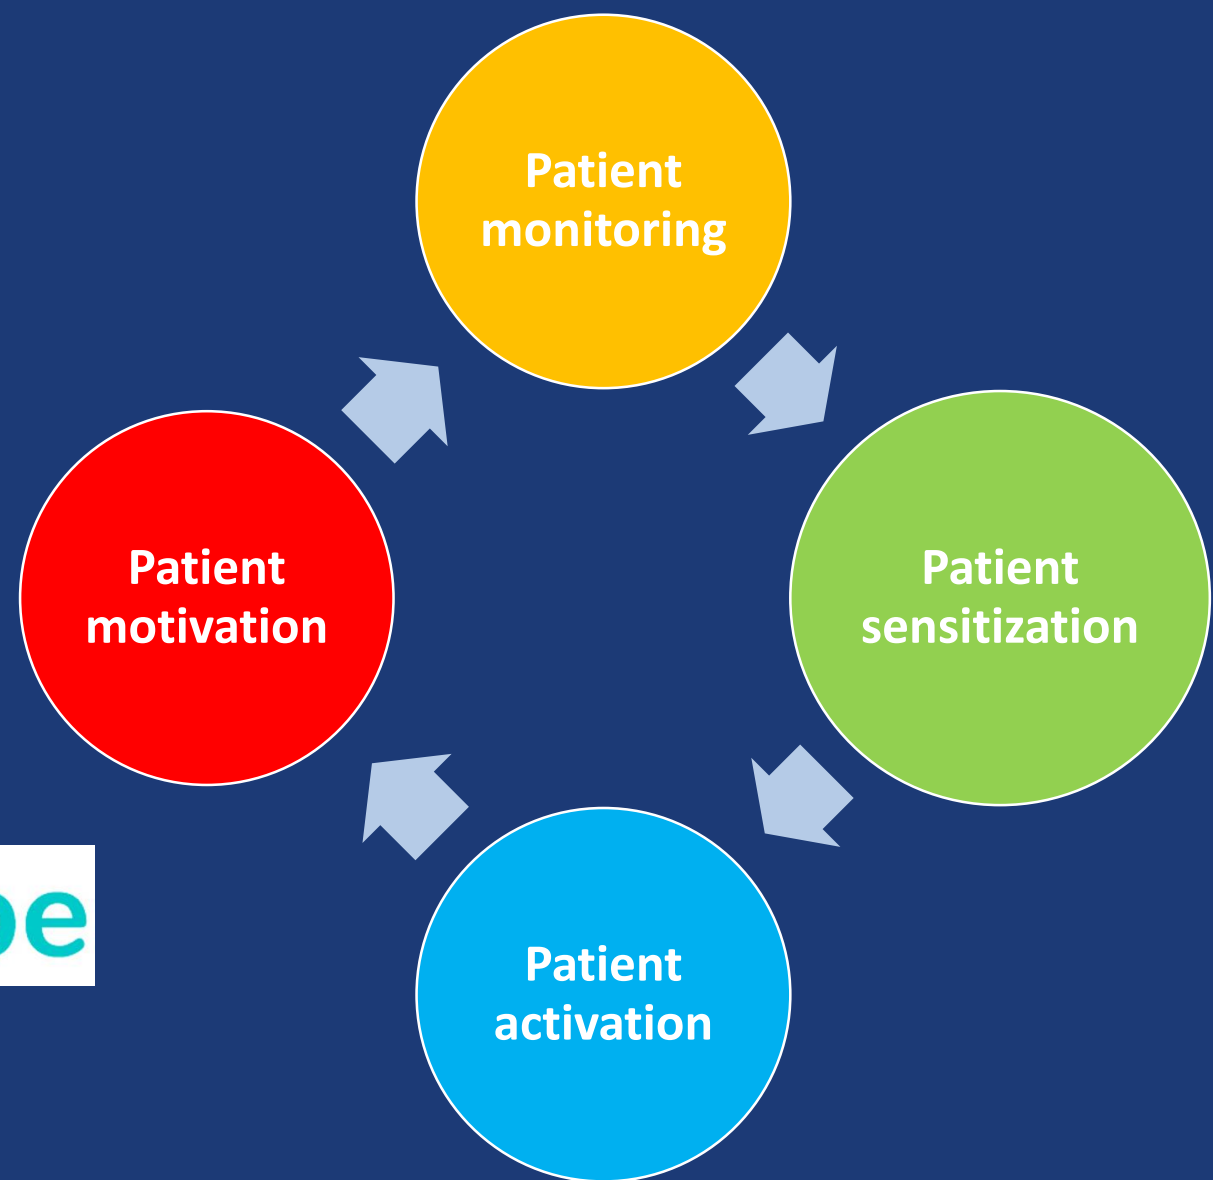 Patient
monitoring
Patient
sensitization
Patient
activation
Patient
motivation